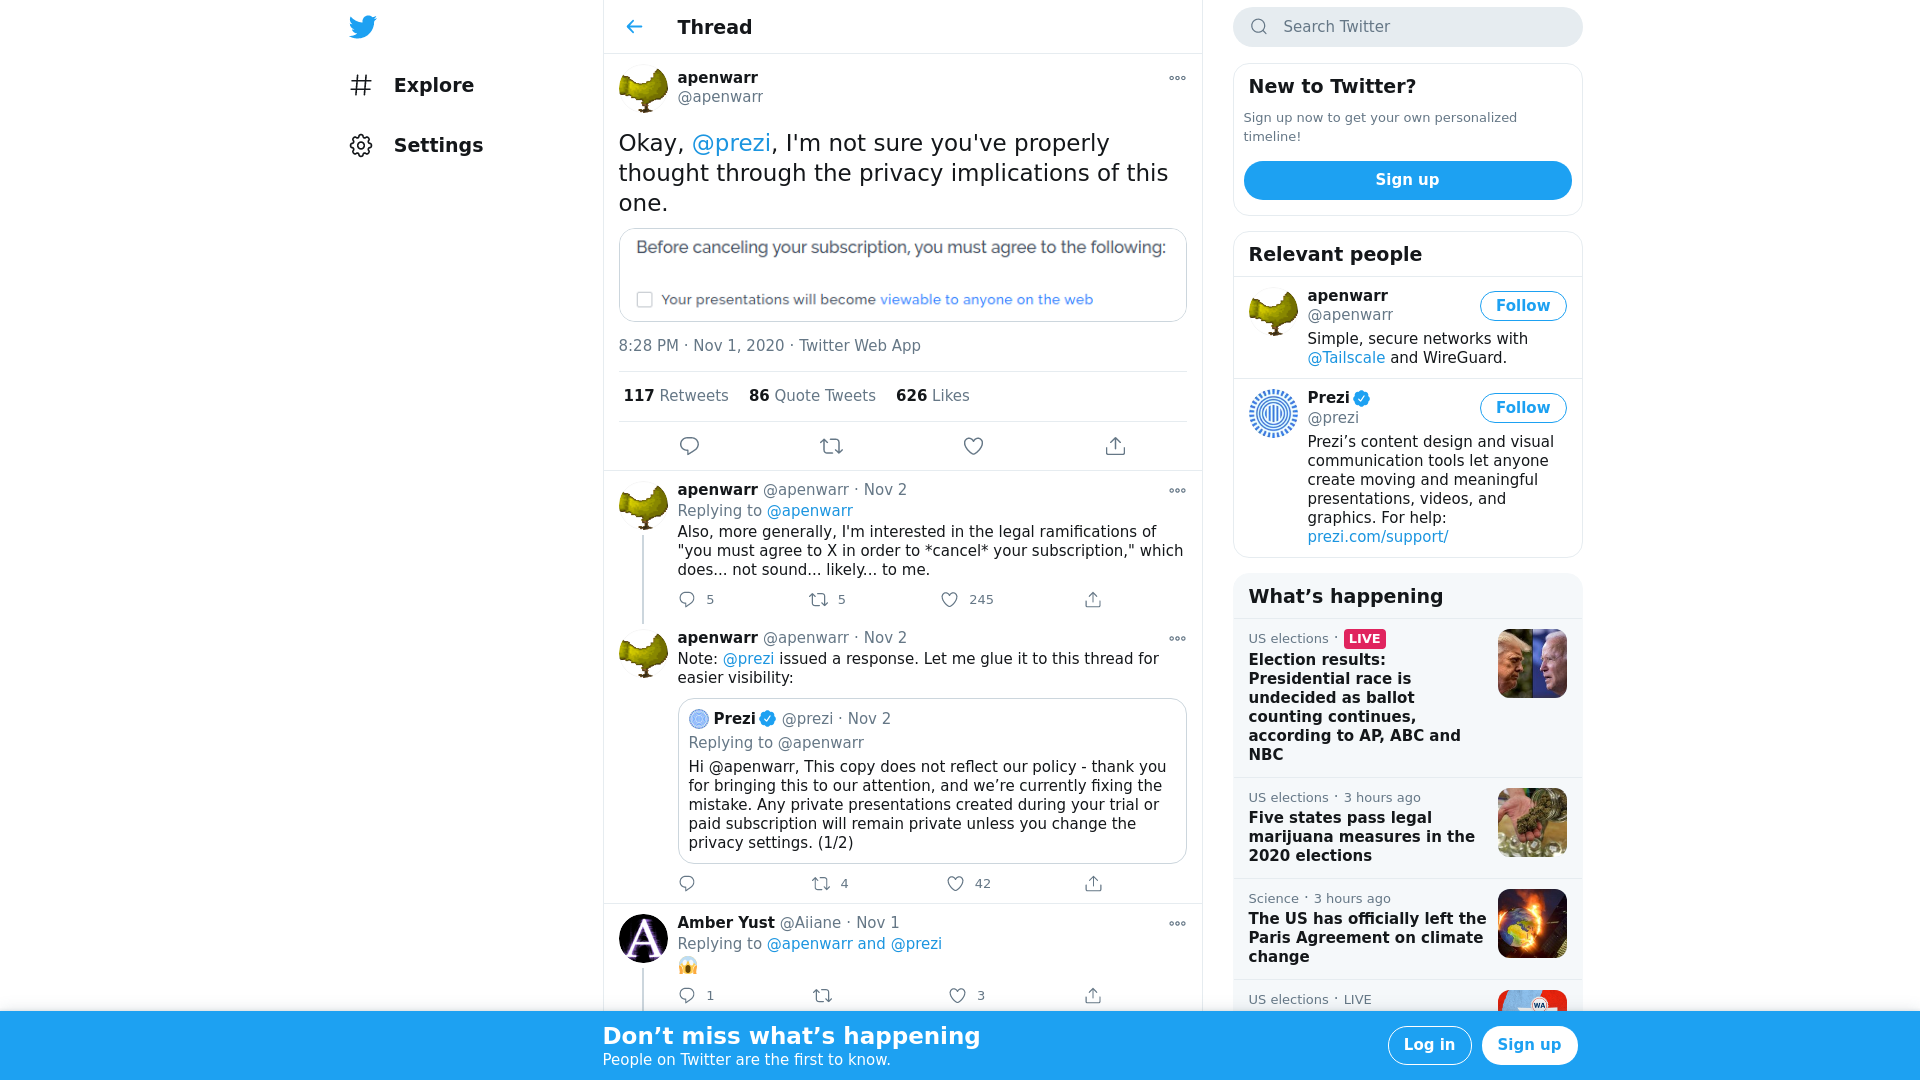 Explore
Settings
Thread
apenwarr
@apenwarr
Okay, @prezi, I'm not sure you've properly
thought through the privacy implications of this
one.
Before canceling your subscription, you must agree to the following:
Your presentations will become viewable to anyone on the web
8:28 PM · Nov 1, 2020 · Twitter Web App
117 Retweets 86 Quote Tweets 626 Likes
apenwarr @apenwarr · Nov 2
Replying to @apenwarr
Also, more generally, I'm interested in the legal ramifications of
"you must agree to X in order to *cancel* your subscription," which
does... not sound... likely... to me.
5 5 245
apenwarr @apenwarr · Nov 2
Note: @prezi issued a response. Let me glue it to this thread for
easier visibility:
Prezi @prezi · Nov 2
Replying to @apenwarr
Hi @apenwarr, This copy does not reflect our policy - thank you
for bringing this to our attention, and we’re currently fixing the
mistake. Any private presentations created during your trial or
paid subscription will remain private unless you change the
privacy settings. (1/2)
4 42
Amber Yust @Aiiane · Nov 1
Replying to @apenwarr and @prezi
😱
1 3
Search Twitter
New to Twitter?
Sign up now to get your own personalized
timeline!
Sign up
Relevant people
apenwarr
@apenwarr
Follow
Simple, secure networks with
@Tailscale and WireGuard.
Prezi
@prezi
Follow
Prezi’s content design and visual
communication tools let anyone
create moving and meaningful
presentations, videos, and
graphics. For help:
prezi.com/support/
What’s happening
US elections · LIVE
Election results:
Presidential race is
undecided as ballot
counting continues,
according to AP, ABC and
NBC
US elections · 3 hours ago
Five states pass legal
marijuana measures in the
2020 elections
Science · 3 hours ago
The US has officially left the
Paris Agreement on climate
change
US elections · LIVE
WA
Don’t miss what’s happening
People on Twitter are the first to know.
Log in
Sign up